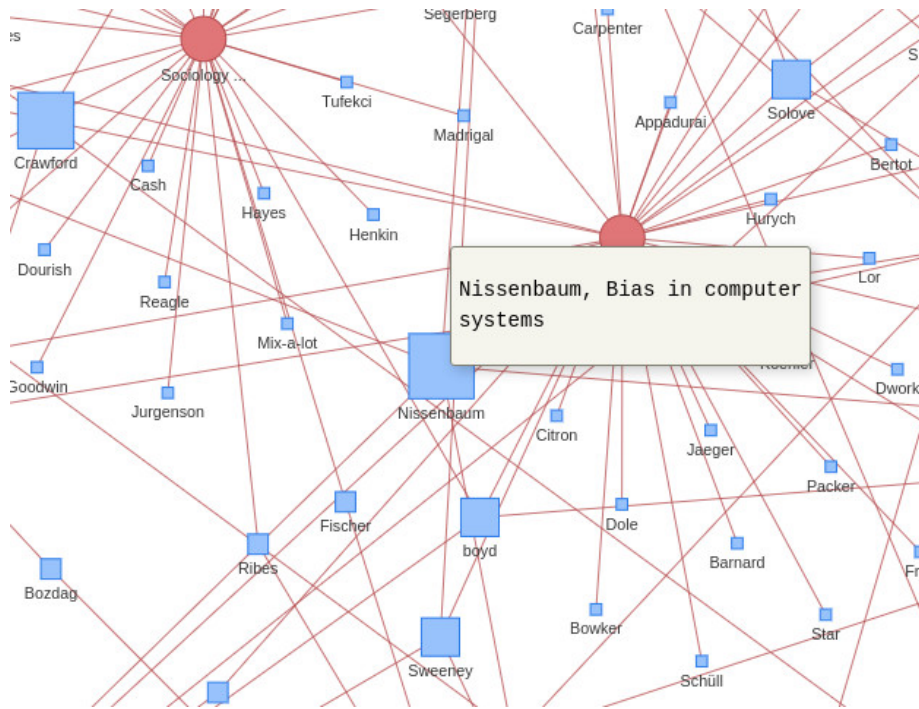 Segerberg
Carpenter
es
S
Sociology ...
Tufekci
Appadurai
Solove
Madrigal
Crawford
Bertot
Cash
Hayes
Hurych
Henkin
Dourish
Lor
Reagle
Nissenbaum, Bias in computer
systems
Mix-a-lot
Goodwin
Dwork
Jurgenson
Nissenbaum
Citron
Jaeger
Packer
Fischer
Dole
boyd
Barnard
Ribes
Fr
Bozdag
Bowker
Star
Sweeney
Schüll